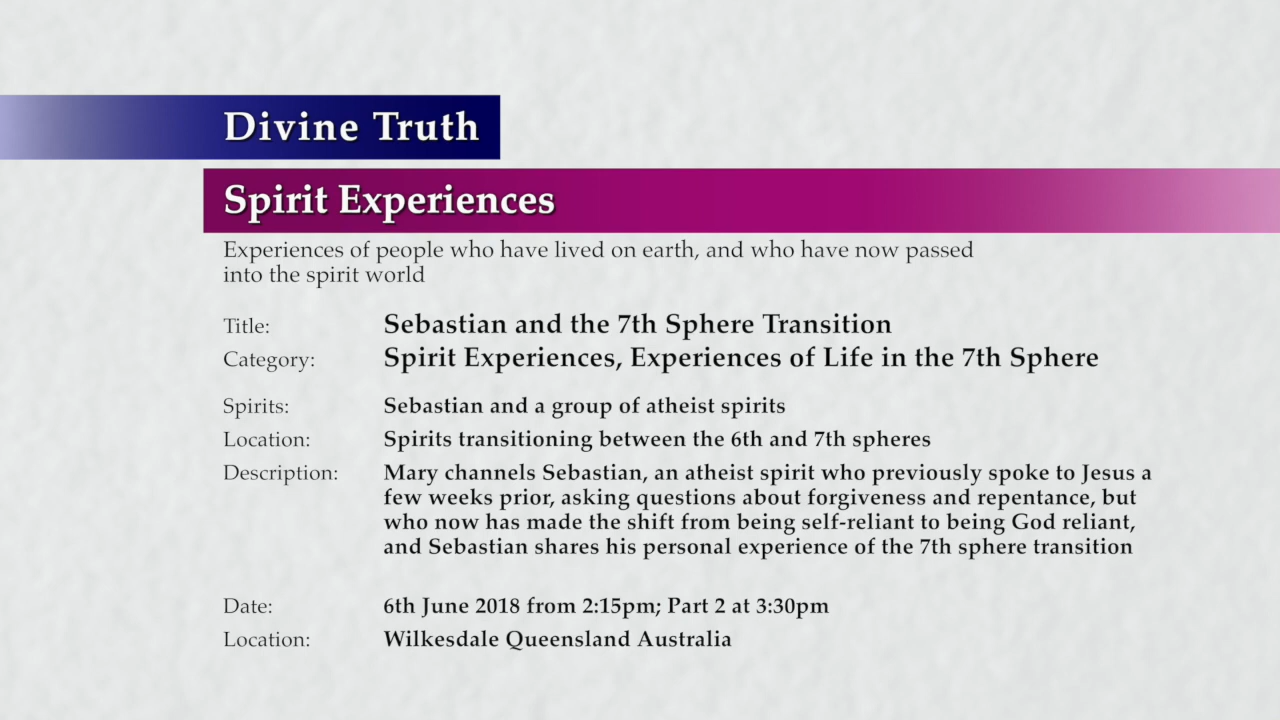 Divine Truth
Spirit Experiences
Experiences of people who have lived on earth, and who have now passed
into the spirit world
Title: Sebastian and the 7th Sphere Transition
Category: Spirit Experiences, Experiences of Life in the 7th Sphere
Spirits: Sebastian and a group of atheist spirits
Location: Spirits transitioning between the 6th and 7th spheres
Description: Mary channels Sebastian, an atheist spirit who previously spoke to Jesus a
few weeks prior, asking questions about forgiveness and repentance, but
who now has made the shift from being self-reliant to being God reliant,
and Sebastian shares his personal experience of the 7th sphere transition
Date: 6th June 2018 from 2:15pm; Part 2 at 3:30pm
Location: Wilkesdale Queensland Australia